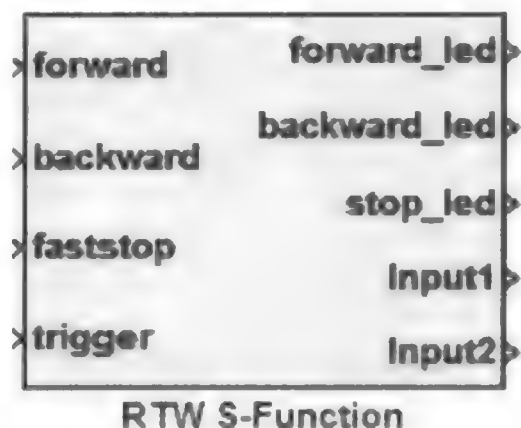 forward
backward
faststop
trigger
forward_led
backward_led
stop_led
Input1
Input2
RTW S-Function